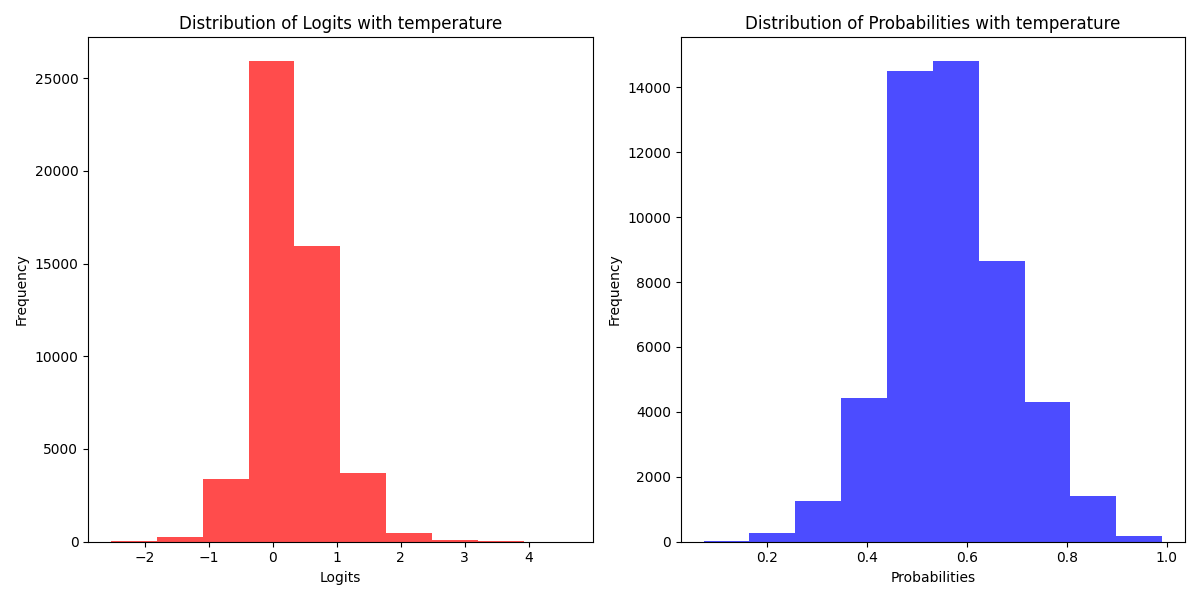 Distribution of Logits with temperature
25000
20000
15000
10000
5000
0
Frequency
−2 −1 0 1 2 3 4
Logits
Distribution of Probabilities with temperature
14000
12000
10000
8000
6000
4000
2000
0
Frequency
0.2 0.4 0.6 0.8 1.0
Probabilities